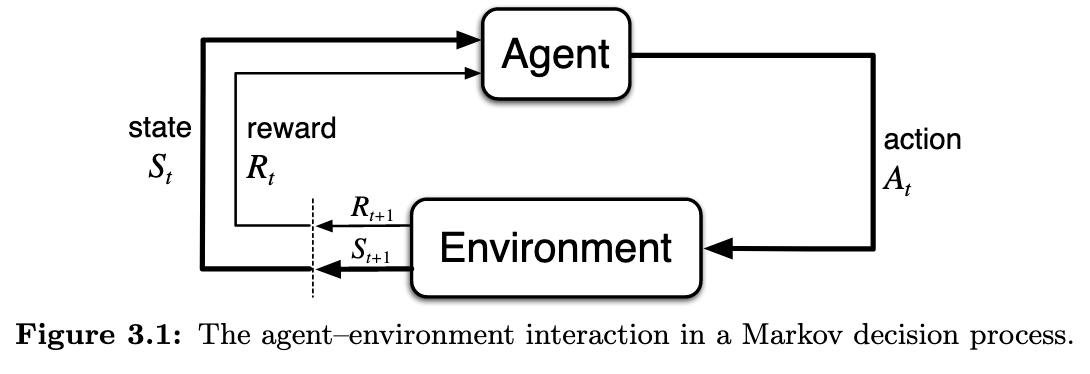 Agent
state
S_t
reward
R_t
action
A_t
R_{t+1}
S_{t+1}
Environment
Figure 3.1: The agent–environment interaction in a Markov decision process.